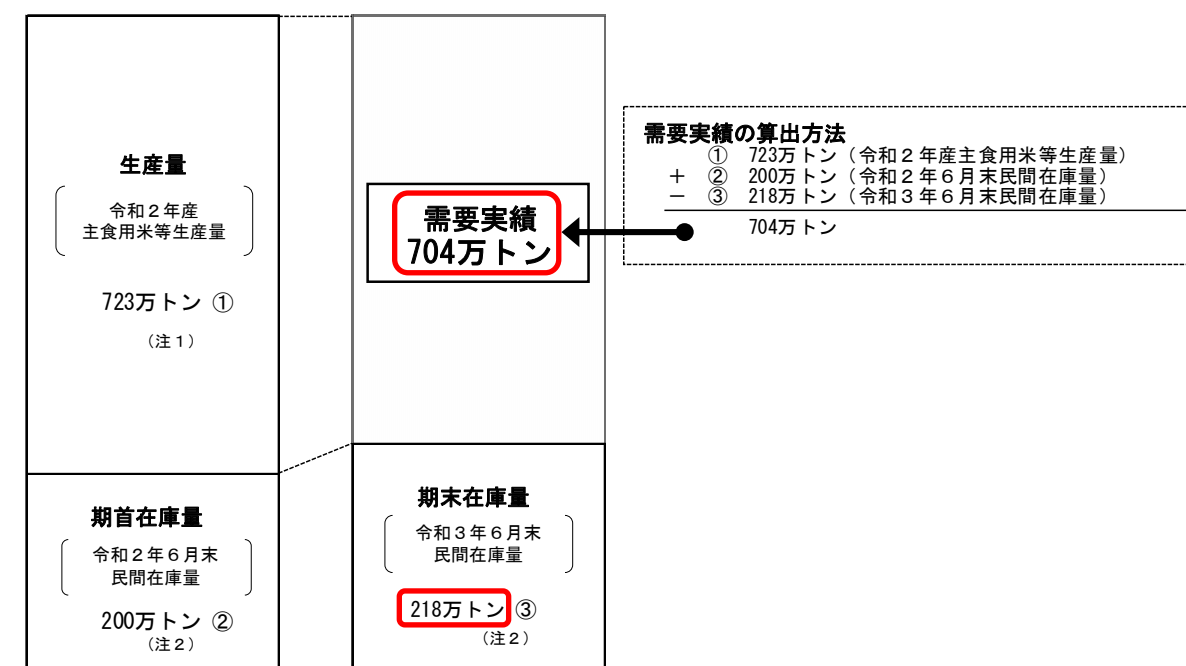 生産量
令和２年産
主食用米等生産量
723万トン ①
（注１）
期首在庫量
令和２年６月末
民間在庫量
200万トン ②
（注２）
需要実績
704万トン
期末在庫量
令和３年６月末
民間在庫量
218万トン ③
（注２）
需要実績の算出方法
① 723万トン（令和２年産主食用米等生産量）
＋ ② 200万トン（令和２年６月末民間在庫量）
－ ③ 218万トン（令和３年６月末民間在庫量）
704万トン